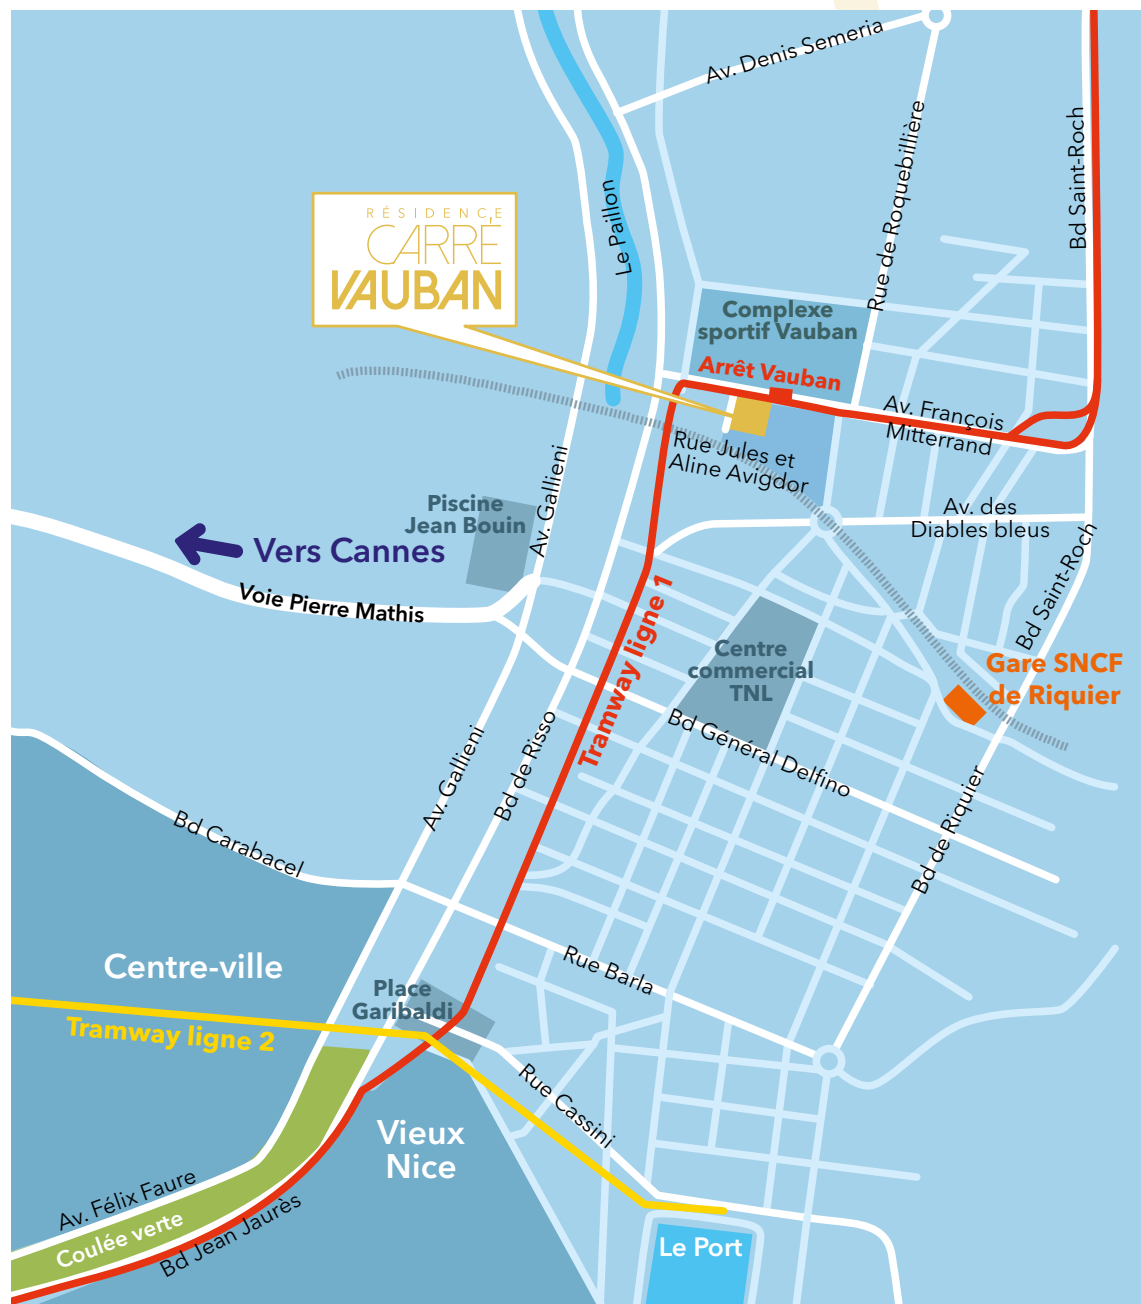 Av. Denis Semeria
Bd Saint-Roch
Rue de Roquebillière
Le Paillon
RÉSIDENCE
CARRÉ
VAUBAN
Complexe
sportif Vauban
Arrêt Vauban
Av. François
Mitterrand
Rue Jules et
Aline Avigdor
Av. Gallieni
Piscine
Jean Bouin
Av. des
Diables bleus
Vers Cannes
Bd Saint-Roch
Voie Pierre Mathis
Tramway ligne 1
Centre
commercial
TNL
Gare SNCF
de Riquier
Bd Général Delfino
Av. Gallieni
Bd de Risso
Bd de Riquier
Bd Carabacel
Centre-ville
Rue Barla
Place
Garibaldi
Tramway ligne 2
Rue Cassini
Vieux
Nice
Av. Félix Faure
Coulée verte
Bd Jean Jaurès
Le Port